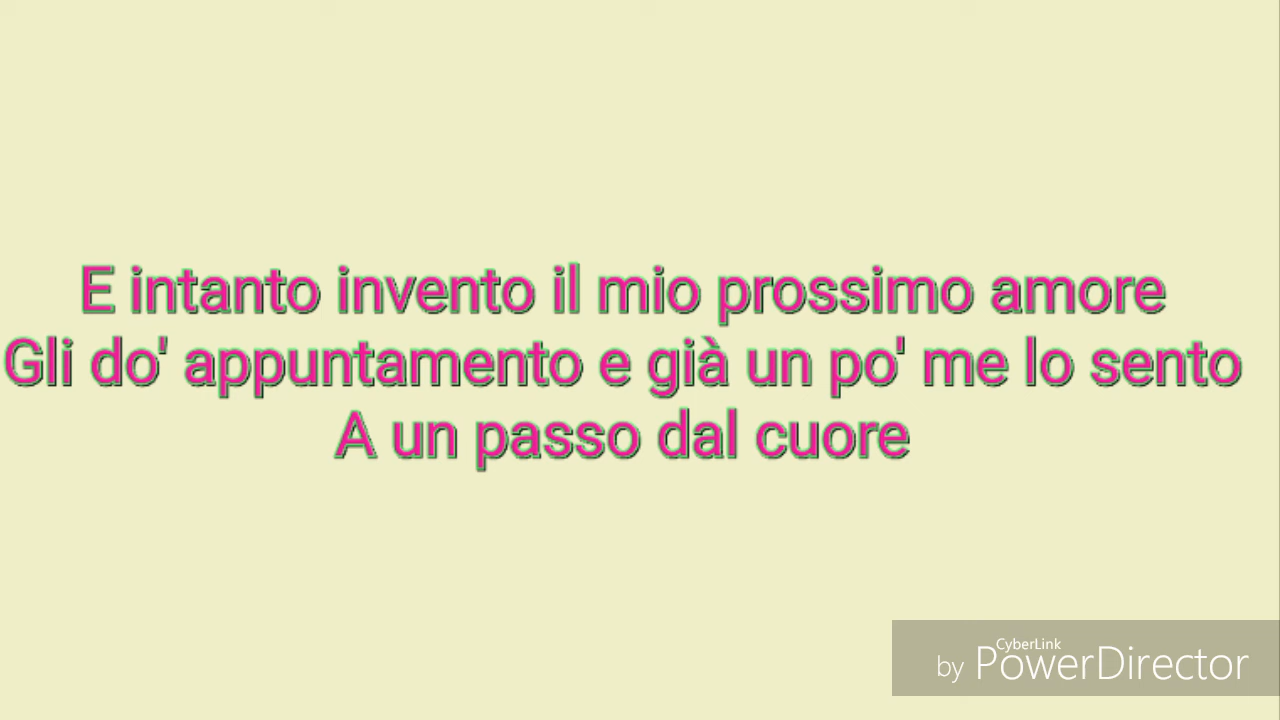 E intanto invento il mio prossimo amore
Gli do' appuntamento e già un po' me lo sento
A un passo dal cuore
CyberLink
by PowerDirector